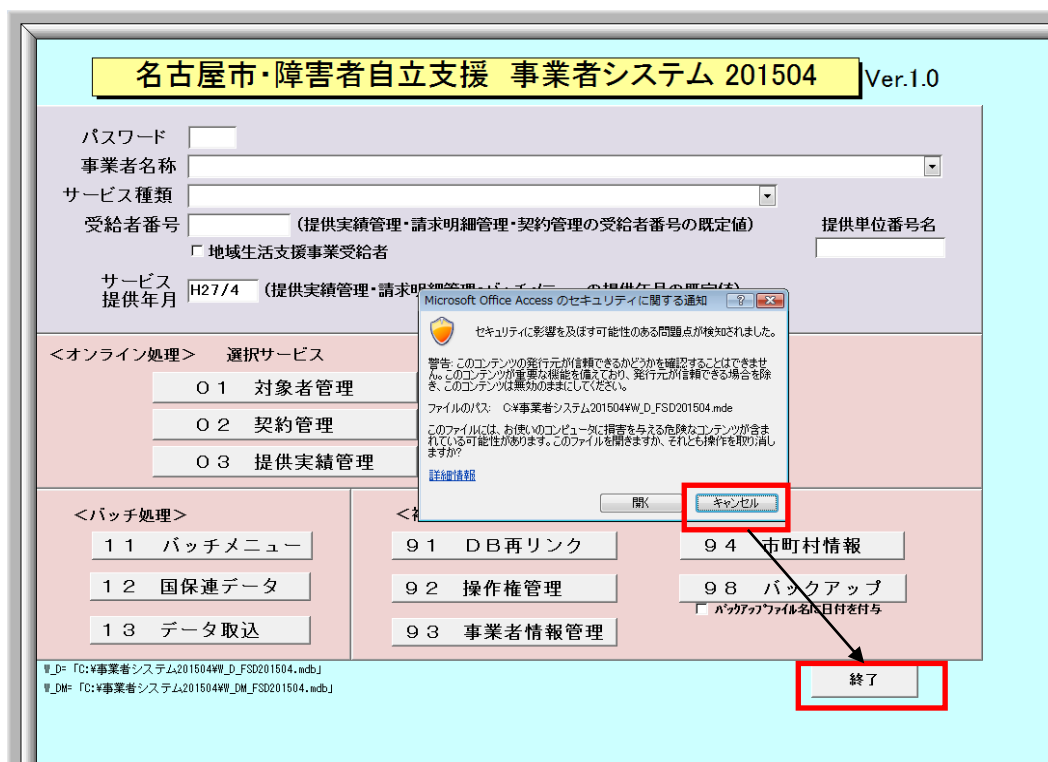 名古屋市・障害者自立支援 事業者システム 201504 Ver.1.0
パスワード
事業者名称
サービス種類
受給者番号 (提供実績管理・請求明細管理・契約管理の受給者番号の既定値) 提供単位番号名
地域生活支援事業受給者
サービス
提供年月 H27/4 (提供実績管理・請求
Microsoft Office Access のセキュリティに関する通知
セキュリティに影響を及ぼす可能性のある問題点が検知されました。
警告: このコンテンツの発行元が信頼できるかどうかを確認することはできませ
ん。このコンテンツが重要な機能を備えており、発行元が信頼できる場合を除
き、このコンテンツは無効のままにしてください。
ファイルのパス: C:¥事業者システム201504¥W_D_FSD201504.mde
このファイルには、お使いのコンピュータに損害を与える危険なコンテンツが含ま
れている可能性があります。このファイルを開きますか、それとも操作を取り消し
ますか?
詳細情報
開く キャンセル
<オンライン処理> 選択サービス
01 対象者管理
02 契約管理
03 提供実績管理
<バッチ処理>
11 バッチメニュー 91 DB再リンク 94 市町村情報
12 国保連データ 92 操作権管理 98 バックアップ
バックアップファイル名に日付を付与
13 データ取込 93 事業者情報管理
W_D=「C:¥事業者システム201504¥W_D_FSD201504.mdb」
W_DM=「C:¥事業者システム201504¥W_DM_FSD201504.mdb」
終了